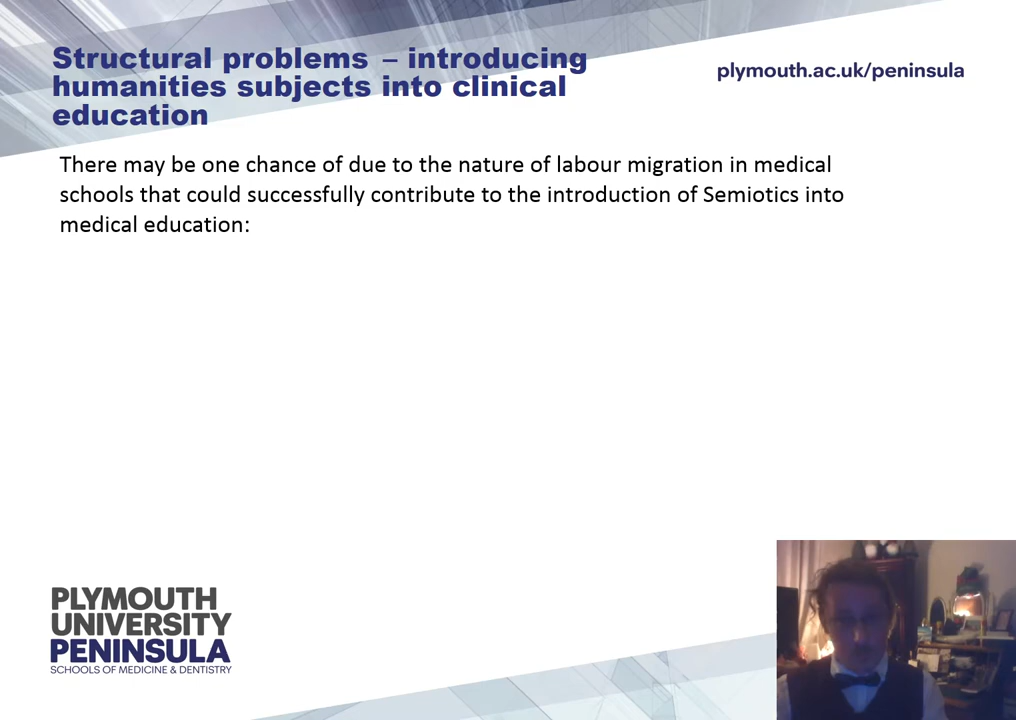 Structural problems – introducing
humanities subjects into clinical
education
plymouth.ac.uk/peninsula
There may be one chance of due to the nature of labour migration in medical
schools that could successfully contribute to the introduction of Semiotics into
medical education:
PLYMOUTH
UNIVERSITY
PENINSULA
SCHOOLS OF MEDICINE & DENTISTRY